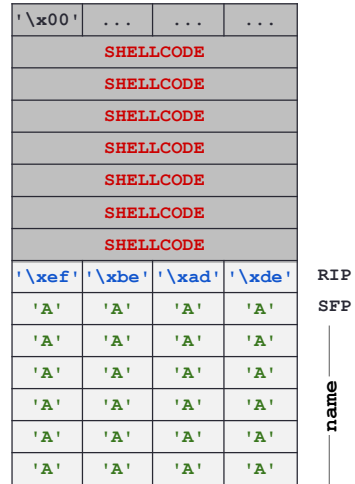 '\x00' ... ... ...
SHELLCODE
SHELLCODE
SHELLCODE
SHELLCODE
SHELLCODE
SHELLCODE
SHELLCODE
'\xef' '\xbe' '\xad' '\xde' RIP
'A' 'A' 'A' 'A' SFP
'A' 'A' 'A' 'A'
'A' 'A' 'A' 'A'
'A' 'A' 'A' 'A'
'A' 'A' 'A' 'A'
'A' 'A' 'A' 'A'
name